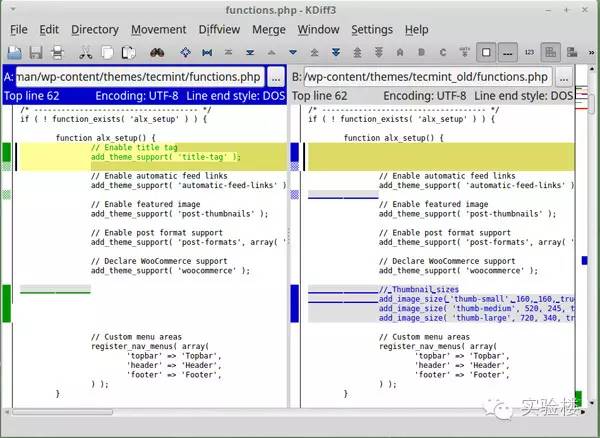 functions.php - KDiff3
File Edit Directory Movement Diffview Merge Window Settings Help
123
A: man/wp-content/themes/tecmint/functions.php ...
Top line 62 Encoding: UTF-8 Line end style: DOS
/* ----------------------------------- */
if ( ! function_exists( 'alx_setup' ) ) {
function alx_setup() {
// Enable title tag
add_theme_support( 'title-tag' );
// Enable automatic feed links
add_theme_support( 'automatic-feed-links' )
// Enable featured image
add_theme_support( 'post-thumbnails' );
// Enable post format support
add_theme_support( 'post-formats', array( '
// Declare WooCommerce support
add_theme_support( 'woocommerce' );
// Custom menu areas
register_nav_menus( array(
'topbar' => 'Topbar',
'header' => 'Header',
'footer' => 'Footer',
) );
}
B: /wp-content/themes/tecmint_old/functions.php ...
Top line 62 Encoding: UTF-8 Line end style: DOS
/* ----------------------------------- */
if ( ! function_exists( 'alx_setup' ) ) {
function alx_setup() {
// Enable automatic feed links
add_theme_support( 'automatic-feed-links' )
// Enable featured image
add_theme_support( 'post-thumbnails' );
// Enable post format support
add_theme_support( 'post-formats', array( '
// Declare WooCommerce support
add_theme_support( 'woocommerce' );
// Thumbnail sizes
add_image_size( 'thumb-small', 160, 160, tru
add_image_size( 'thumb-medium', 520, 245, t
add_image_size( 'thumb-large', 720, 340, tr
// Custom menu areas
register_nav_menus( array(
'topbar' => 'Topbar',
'header' => 'Header',
'footer' => 'Footer',
) );
}
实验楼